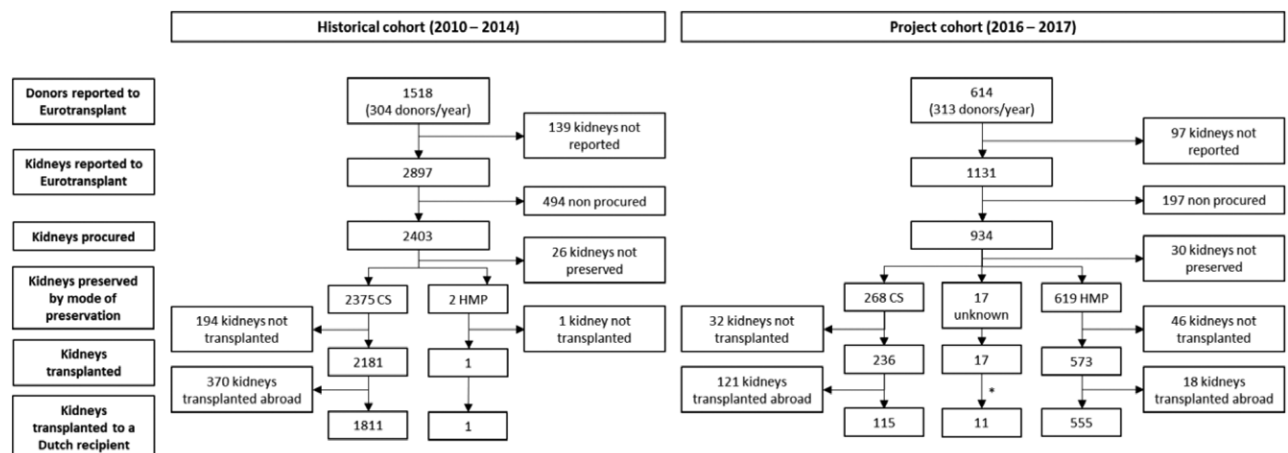 Historical cohort (2010 – 2014)
Project cohort (2016 – 2017)
Donors reported to
Eurotransplant
1518
(304 donors/year)
614
(313 donors/year)
139 kidneys not
reported
97 kidneys not
reported
Kidneys reported to
Eurotransplant
2897
1131
494 non procured
197 non procured
Kidneys procured
2403
934
26 kidneys not
preserved
30 kidneys not
preserved
Kidneys preserved
by mode of
preservation
2375 CS
2 HMP
268 CS
17
unknown
619 HMP
194 kidneys not
transplanted
1 kidney not
transplanted
32 kidneys not
transplanted
46 kidneys not
transplanted
Kidneys
transplanted
2181
1
236
17
573
370 kidneys
transplanted abroad
121 kidneys
transplanted abroad
*
18 kidneys
transplanted abroad
Kidneys
transplanted to a
Dutch recipient
1811
1
115
11
555